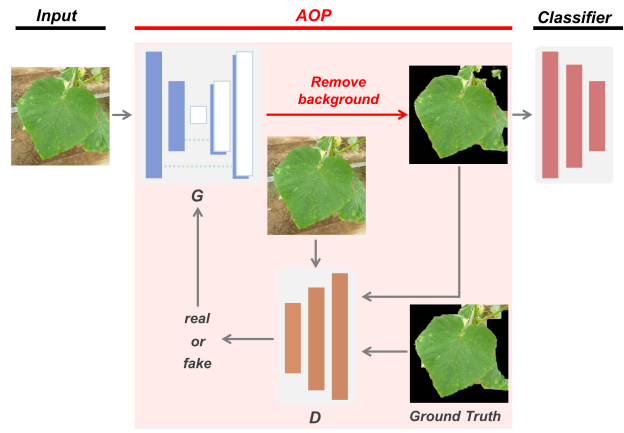 Input
AOP
Classifier
Remove
background
G
real
or
fake
D
Ground Truth